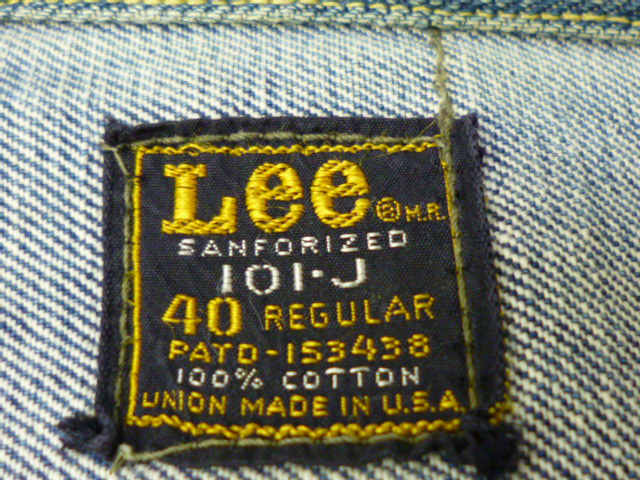 Lee ® M.R.
SANFORIZED
101-J
40 REGULAR
PATD-153438
100% COTTON
UNION MADE IN U.S.A.